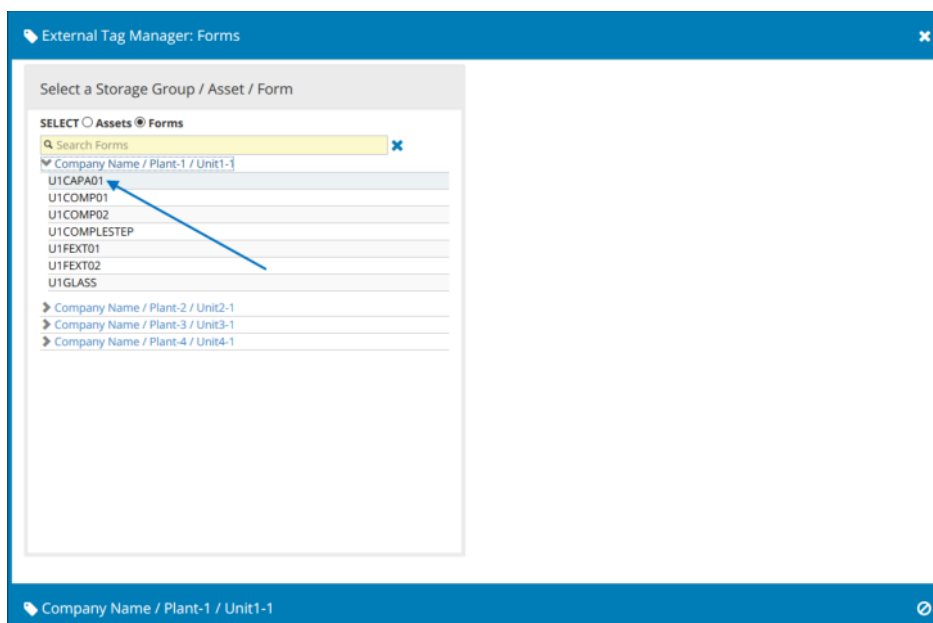 External Tag Manager: Forms
Select a Storage Group / Asset / Form
SELECT Assets Forms
Search Forms
Company Name / Plant-1 / Unit1-1
U1CAPA01
U1COMP01
U1COMP02
U1COMPLESTEP
U1FEXT01
U1FEXT02
U1GLASS
Company Name / Plant-2 / Unit2-1
Company Name / Plant-3 / Unit3-1
Company Name / Plant-4 / Unit4-1
Company Name / Plant-1 / Unit1-1